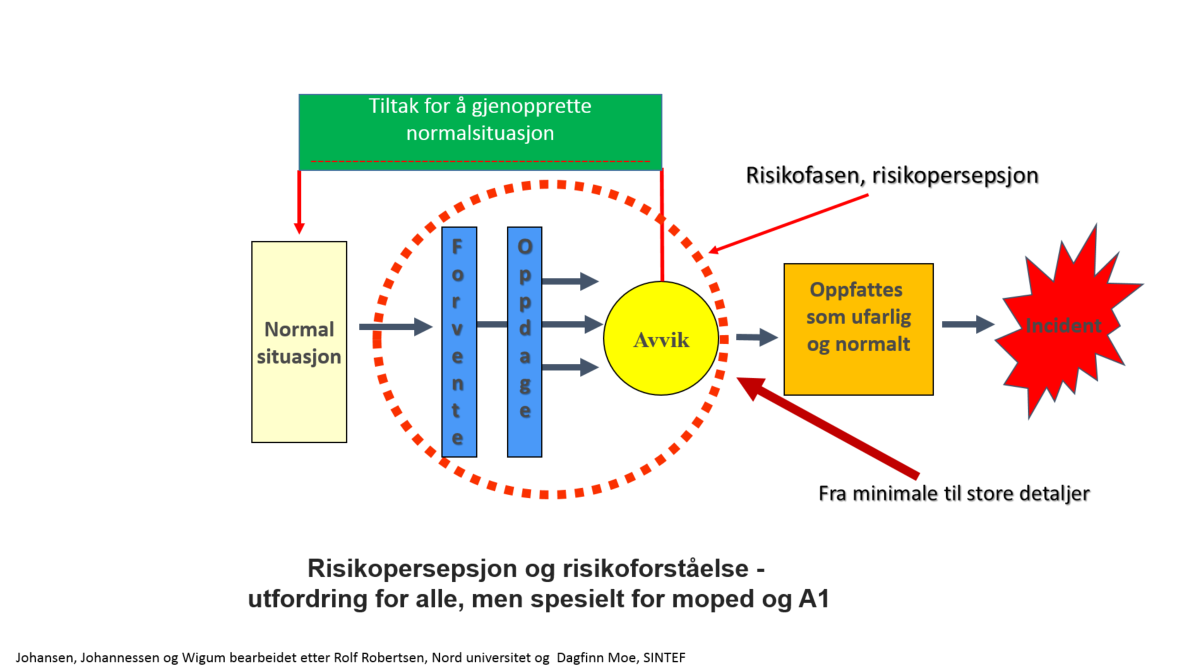 Tiltak for å gjenopprette
normalsituasjon
Risikofasen, risikopersepsjon
Normal
situasjon
Forvente
Oppdage
Avvik
Oppfattes
som ufarlig
og normalt
Incident
Fra minimale til store detaljer
Risikopersepsjon og risikoforståelse -
utfordring for alle, men spesielt for moped og A1
Johansen, Johannessen og Wigum bearbeidet etter Rolf Robertsen, Nord universitet og  Dagfinn Moe, SINTEF